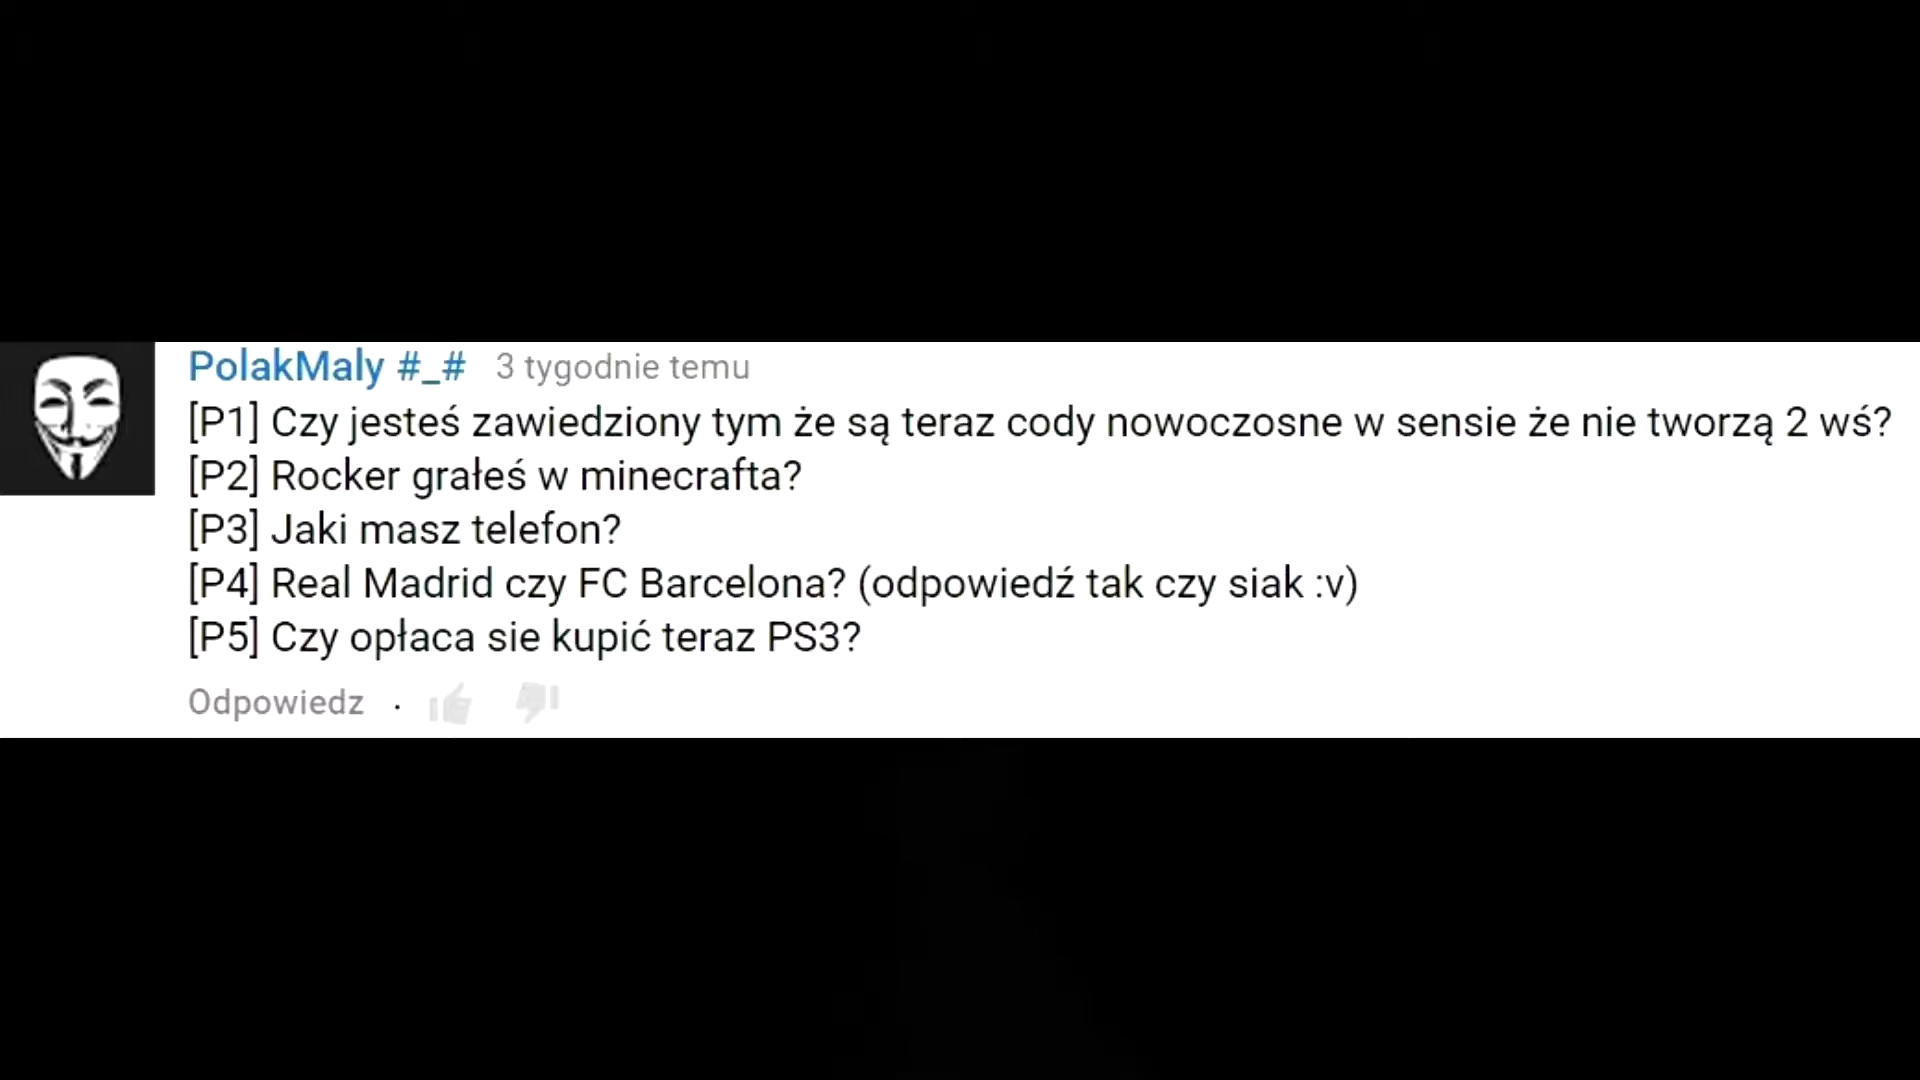 PolakMaly #_# 3 tygodnie temu
[P1] Czy jesteś zawiedziony tym że są teraz cody nowoczosne w sensie że nie tworzą 2 wś?
[P2] Rocker grałeś w minecrafta?
[P3] Jaki masz telefon?
[P4] Real Madrid czy FC Barcelona? (odpowiedź tak czy siak :v)
[P5] Czy opłaca sie kupić teraz PS3?
Odpowiedz ·